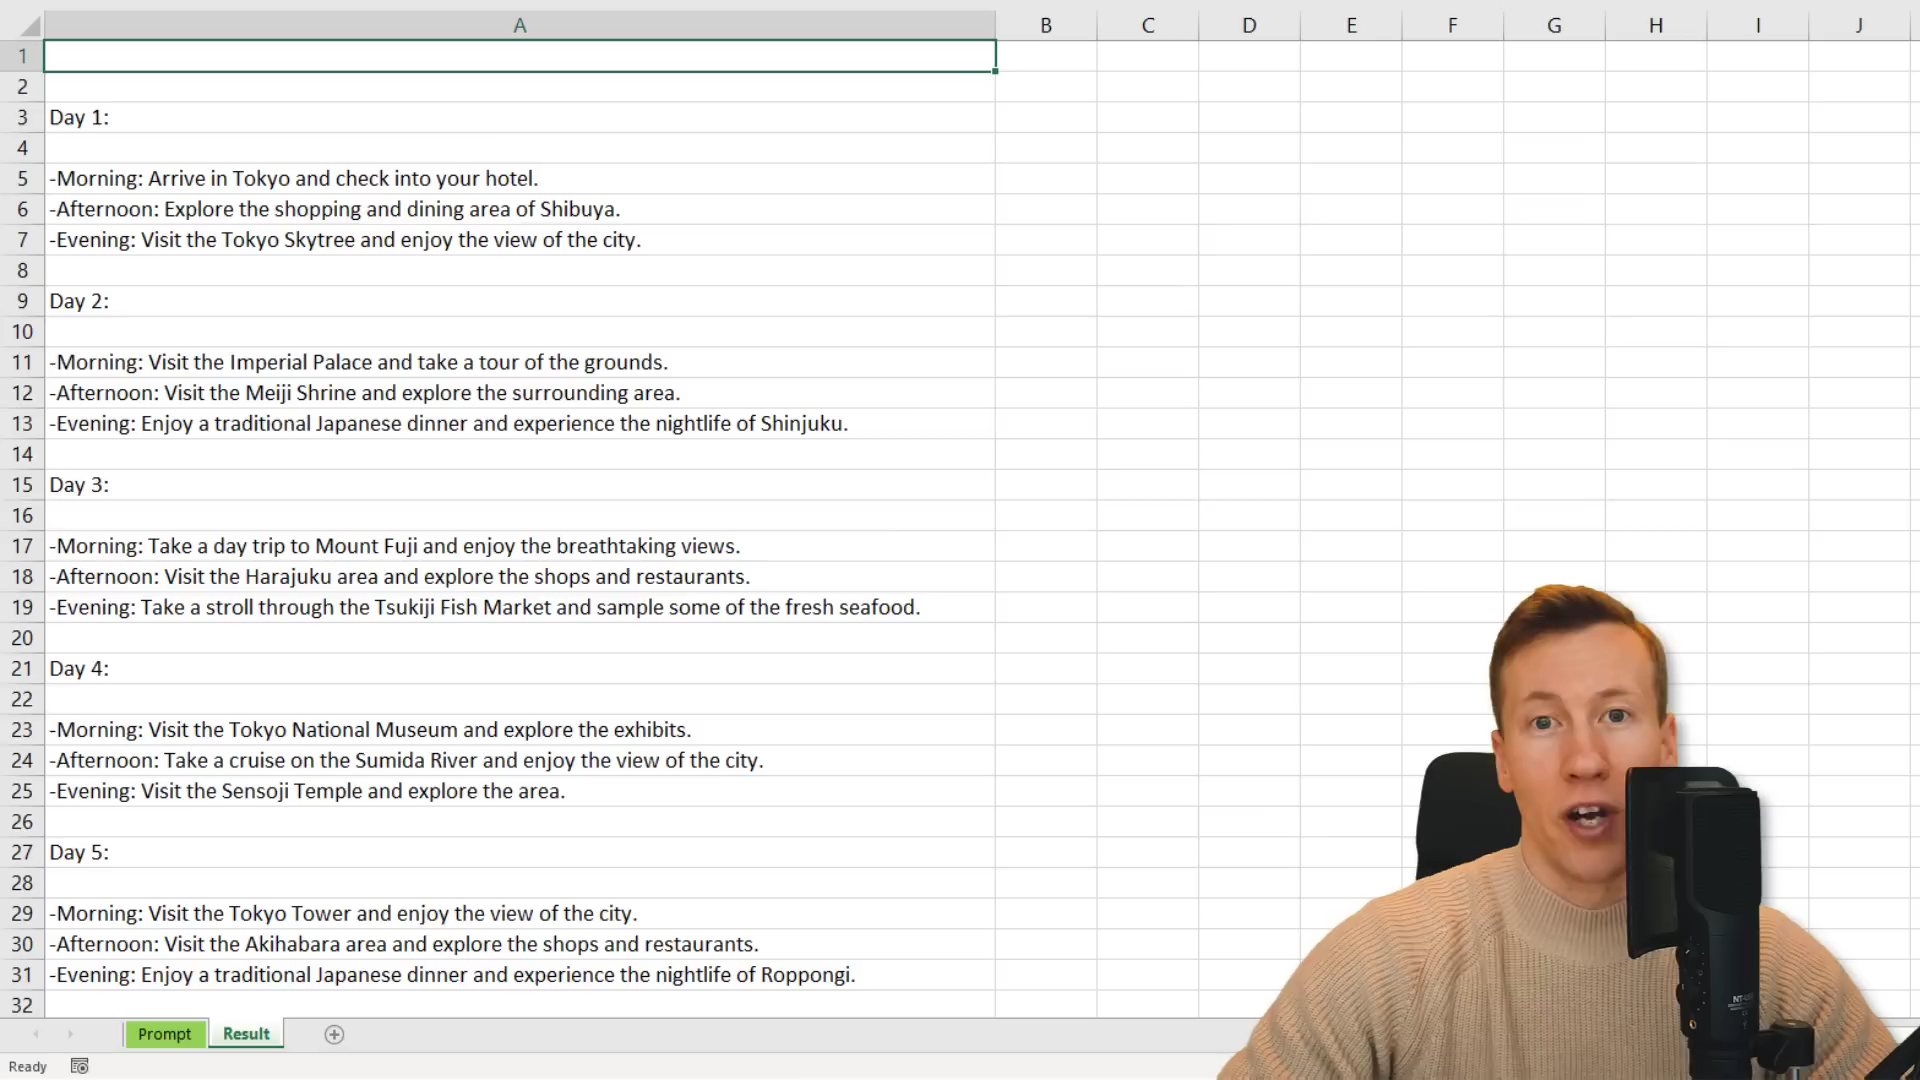 A B C D E F G H I J
1
2
3 Day 1:
4
5 -Morning: Arrive in Tokyo and check into your hotel.
6 -Afternoon: Explore the shopping and dining area of Shibuya.
7 -Evening: Visit the Tokyo Skytree and enjoy the view of the city.
8
9 Day 2:
10
11 -Morning: Visit the Imperial Palace and take a tour of the grounds.
12 -Afternoon: Visit the Meiji Shrine and explore the surrounding area.
13 -Evening: Enjoy a traditional Japanese dinner and experience the nightlife of Shinjuku.
14
15 Day 3:
16
17 -Morning: Take a day trip to Mount Fuji and enjoy the breathtaking views.
18 -Afternoon: Visit the Harajuku area and explore the shops and restaurants.
19 -Evening: Take a stroll through the Tsukiji Fish Market and sample some of the fresh seafood.
20
21 Day 4:
22
23 -Morning: Visit the Tokyo National Museum and explore the exhibits.
24 -Afternoon: Take a cruise on the Sumida River and enjoy the view of the city.
25 -Evening: Visit the Sensoji Temple and explore the area.
26
27 Day 5:
28
29 -Morning: Visit the Tokyo Tower and enjoy the view of the city.
30 -Afternoon: Visit the Akihabara area and explore the shops and restaurants.
31 -Evening: Enjoy a traditional Japanese dinner and experience the nightlife of Roppongi.
32
Prompt Result
Ready